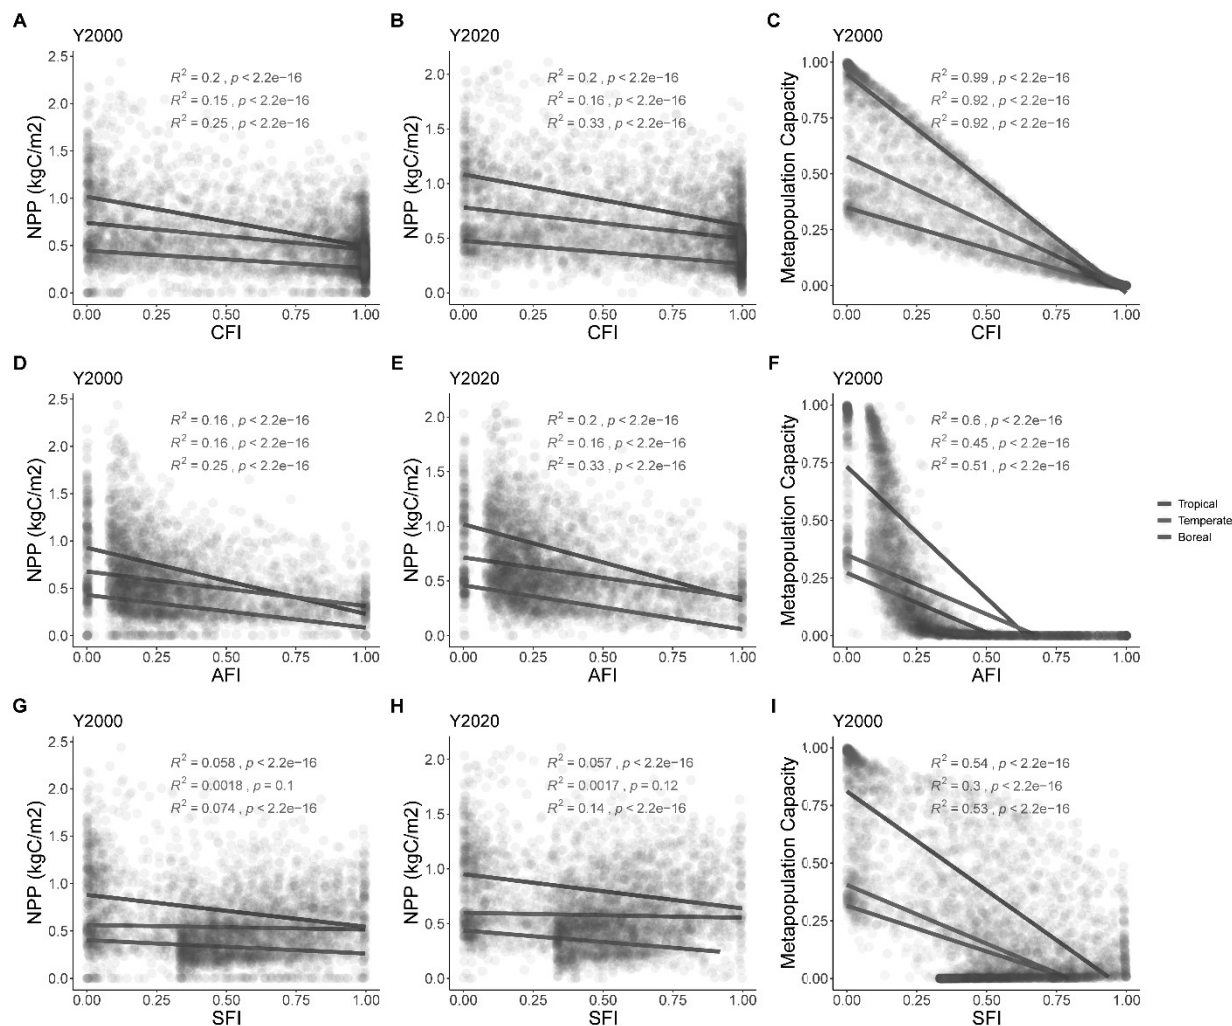 A
Y2000
R² = 0.2 , p < 2.2e−16
R² = 0.15 , p < 2.2e−16
R² = 0.25 , p < 2.2e−16
NPP (kgC/m2)
2.5
2.0
1.5
1.0
0.5
0.0
0.00 0.25 0.50 0.75 1.00
CFI
B
Y2020
R² = 0.2 , p < 2.2e−16
R² = 0.16 , p < 2.2e−16
R² = 0.33 , p < 2.2e−16
NPP (kgC/m2)
2.0
1.5
1.0
0.5
0.0
0.00 0.25 0.50 0.75 1.00
CFI
C
Y2000
R² = 0.99 , p < 2.2e−16
R² = 0.92 , p < 2.2e−16
R² = 0.92 , p < 2.2e−16
Metapopulation Capacity
1.00
0.75
0.50
0.25
0.00
0.00 0.25 0.50 0.75 1.00
CFI
D
Y2000
R² = 0.16 , p < 2.2e−16
R² = 0.16 , p < 2.2e−16
R² = 0.25 , p < 2.2e−16
NPP (kgC/m2)
2.5
2.0
1.5
1.0
0.5
0.0
0.00 0.25 0.50 0.75 1.00
AFI
E
Y2020
R² = 0.2 , p < 2.2e−16
R² = 0.16 , p < 2.2e−16
R² = 0.33 , p < 2.2e−16
NPP (kgC/m2)
2.0
1.5
1.0
0.5
0.0
0.00 0.25 0.50 0.75 1.00
AFI
F
Y2000
R² = 0.6 , p < 2.2e−16
R² = 0.45 , p < 2.2e−16
R² = 0.51 , p < 2.2e−16
Metapopulation Capacity
1.00
0.75
0.50
0.25
0.00
0.00 0.25 0.50 0.75 1.00
AFI
Tropical
Temperate
Boreal
G
Y2000
R² = 0.058 , p < 2.2e−16
R² = 0.0018 , p = 0.1
R² = 0.074 , p < 2.2e−16
NPP (kgC/m2)
2.5
2.0
1.5
1.0
0.5
0.0
0.00 0.25 0.50 0.75 1.00
SFI
H
Y2020
R² = 0.057 , p < 2.2e−16
R² = 0.0017 , p = 0.12
R² = 0.14 , p < 2.2e−16
NPP (kgC/m2)
2.0
1.5
1.0
0.5
0.0
0.00 0.25 0.50 0.75 1.00
SFI
I
Y2000
R² = 0.54 , p < 2.2e−16
R² = 0.3 , p < 2.2e−16
R² = 0.53 , p < 2.2e−16
Metapopulation Capacity
1.00
0.75
0.50
0.25
0.00
0.00 0.25 0.50 0.75 1.00
SFI